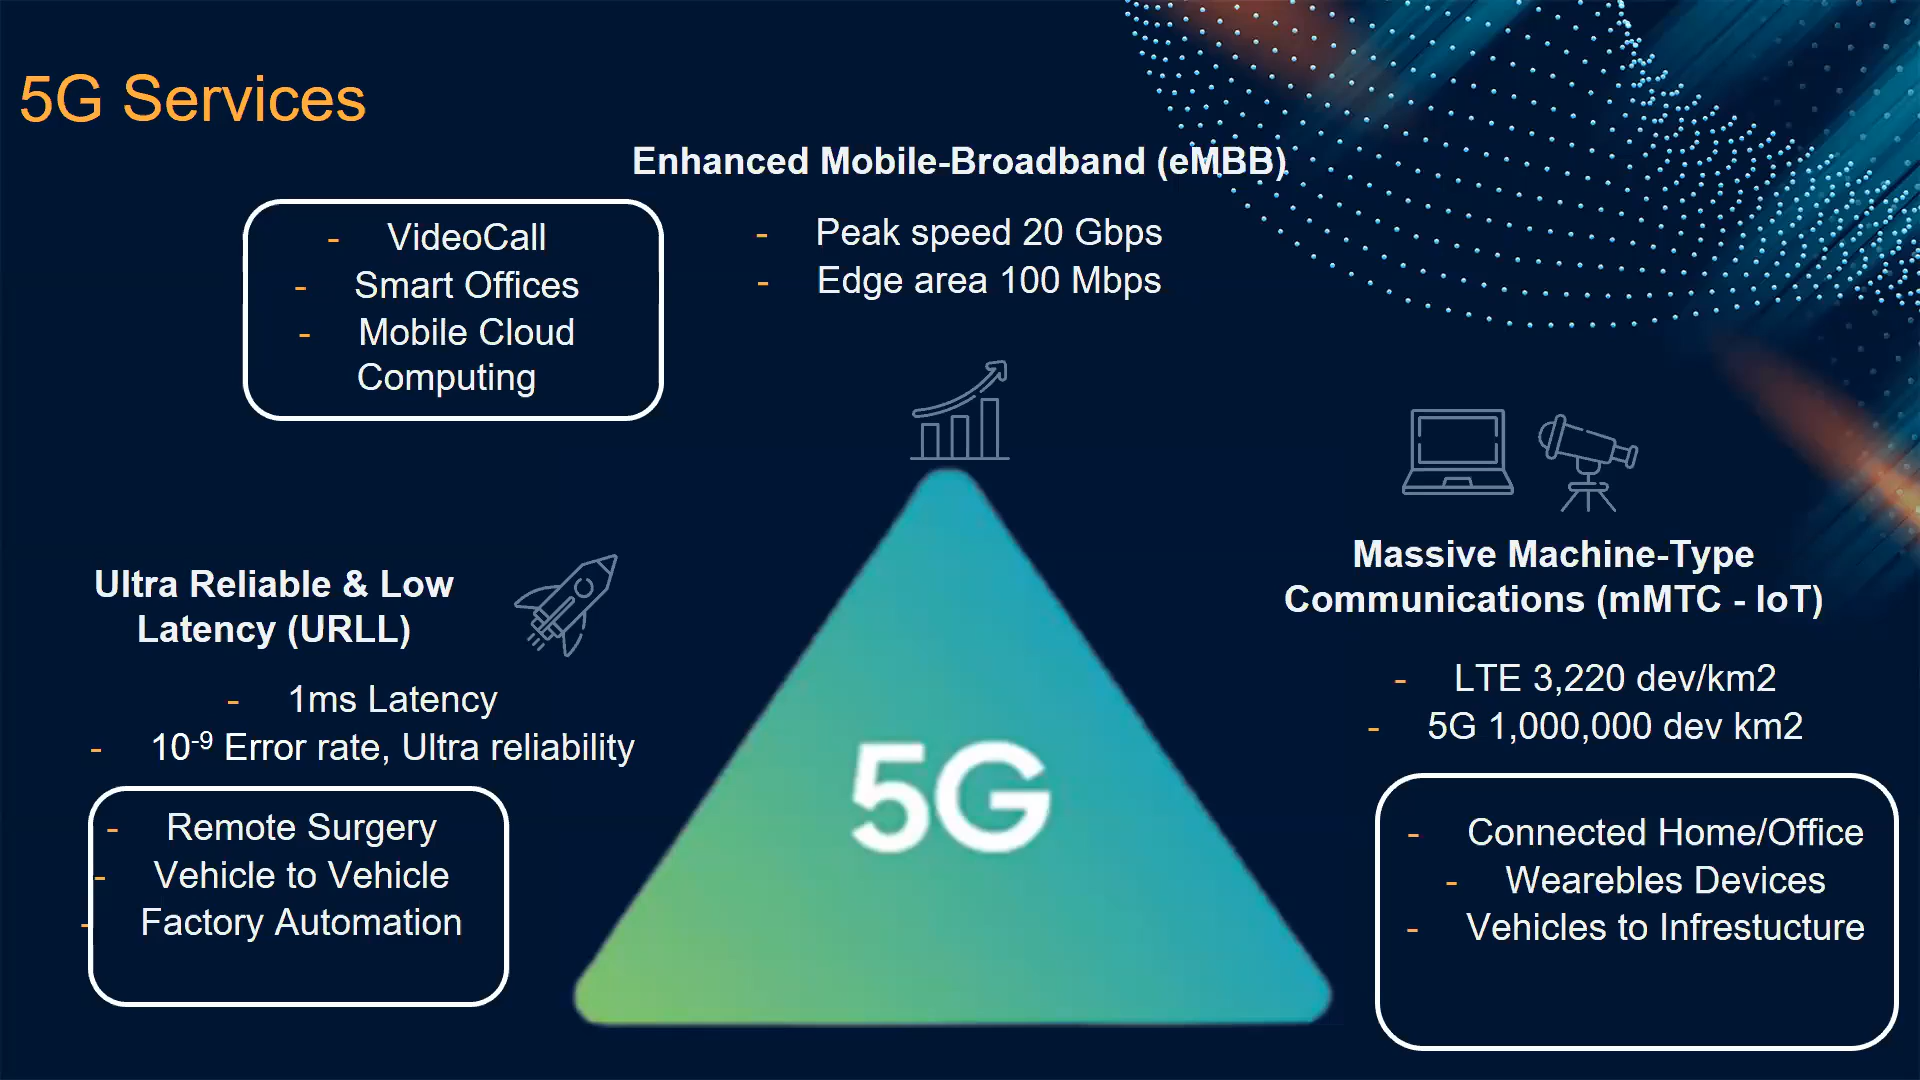 5G Services
Enhanced Mobile-Broadband (eMBB)
- VideoCall
- Smart Offices
- Mobile Cloud
Computing
- Peak speed 20 Gbps
- Edge area 100 Mbps
Ultra Reliable & Low
Latency (URLL)
- 1ms Latency
- 10⁻⁹ Error rate, Ultra reliability
- Remote Surgery
- Vehicle to Vehicle
- Factory Automation
5G
Massive Machine-Type
Communications (mMTC - IoT)
- LTE 3,220 dev/km2
- 5G 1,000,000 dev km2
- Connected Home/Office
- Wearebles Devices
- Vehicles to Infrestucture